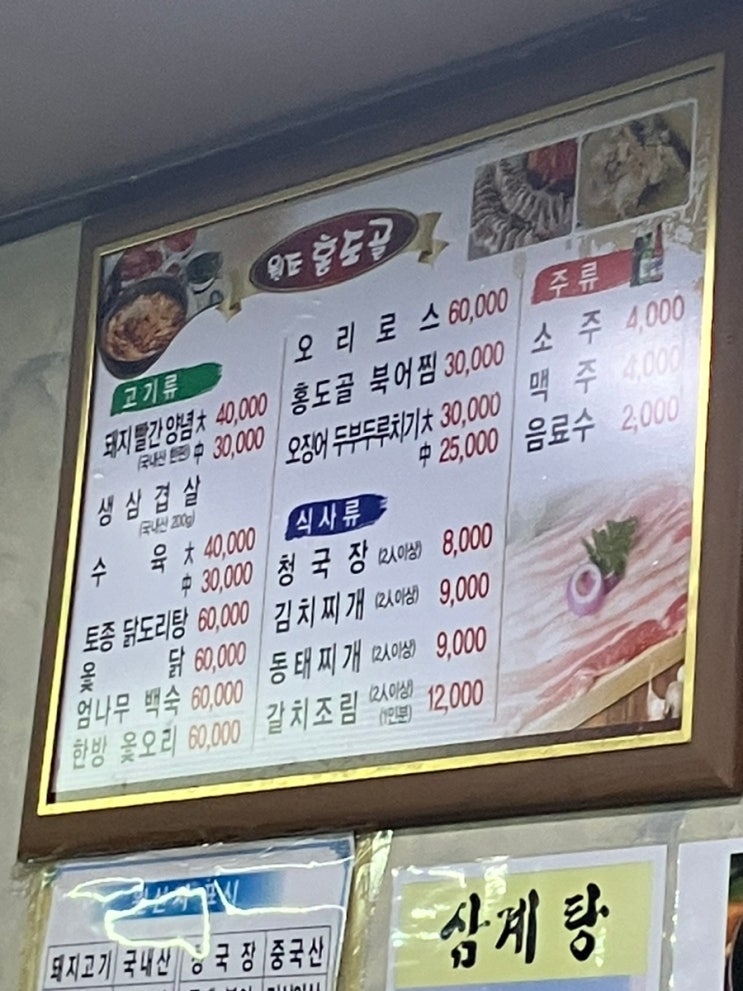 원조 홍도골
고기류
돼지빨간양념 大 40,000
(국내산 한돈) 中 30,000
생삼겹살
(국내산 200g)
수육 大 40,000
中 30,000
토종 닭도리탕 60,000
옻닭 60,000
엄나무 백숙 60,000
한방 옻오리 60,000
오리로스 60,000
홍도골 북어찜 30,000
오징어 두부두루치기 大 30,000
中 25,000
식사류
청국장 (2人이상) 8,000
김치찌개 (2人이상) 9,000
동태찌개 (2人이상) 9,000
갈치조림 (2人이상) (1인분) 12,000
주류
소주 4,000
맥주 4,000
음료수 2,000
돼지고기 국내산 청국장 중국산
삼계탕